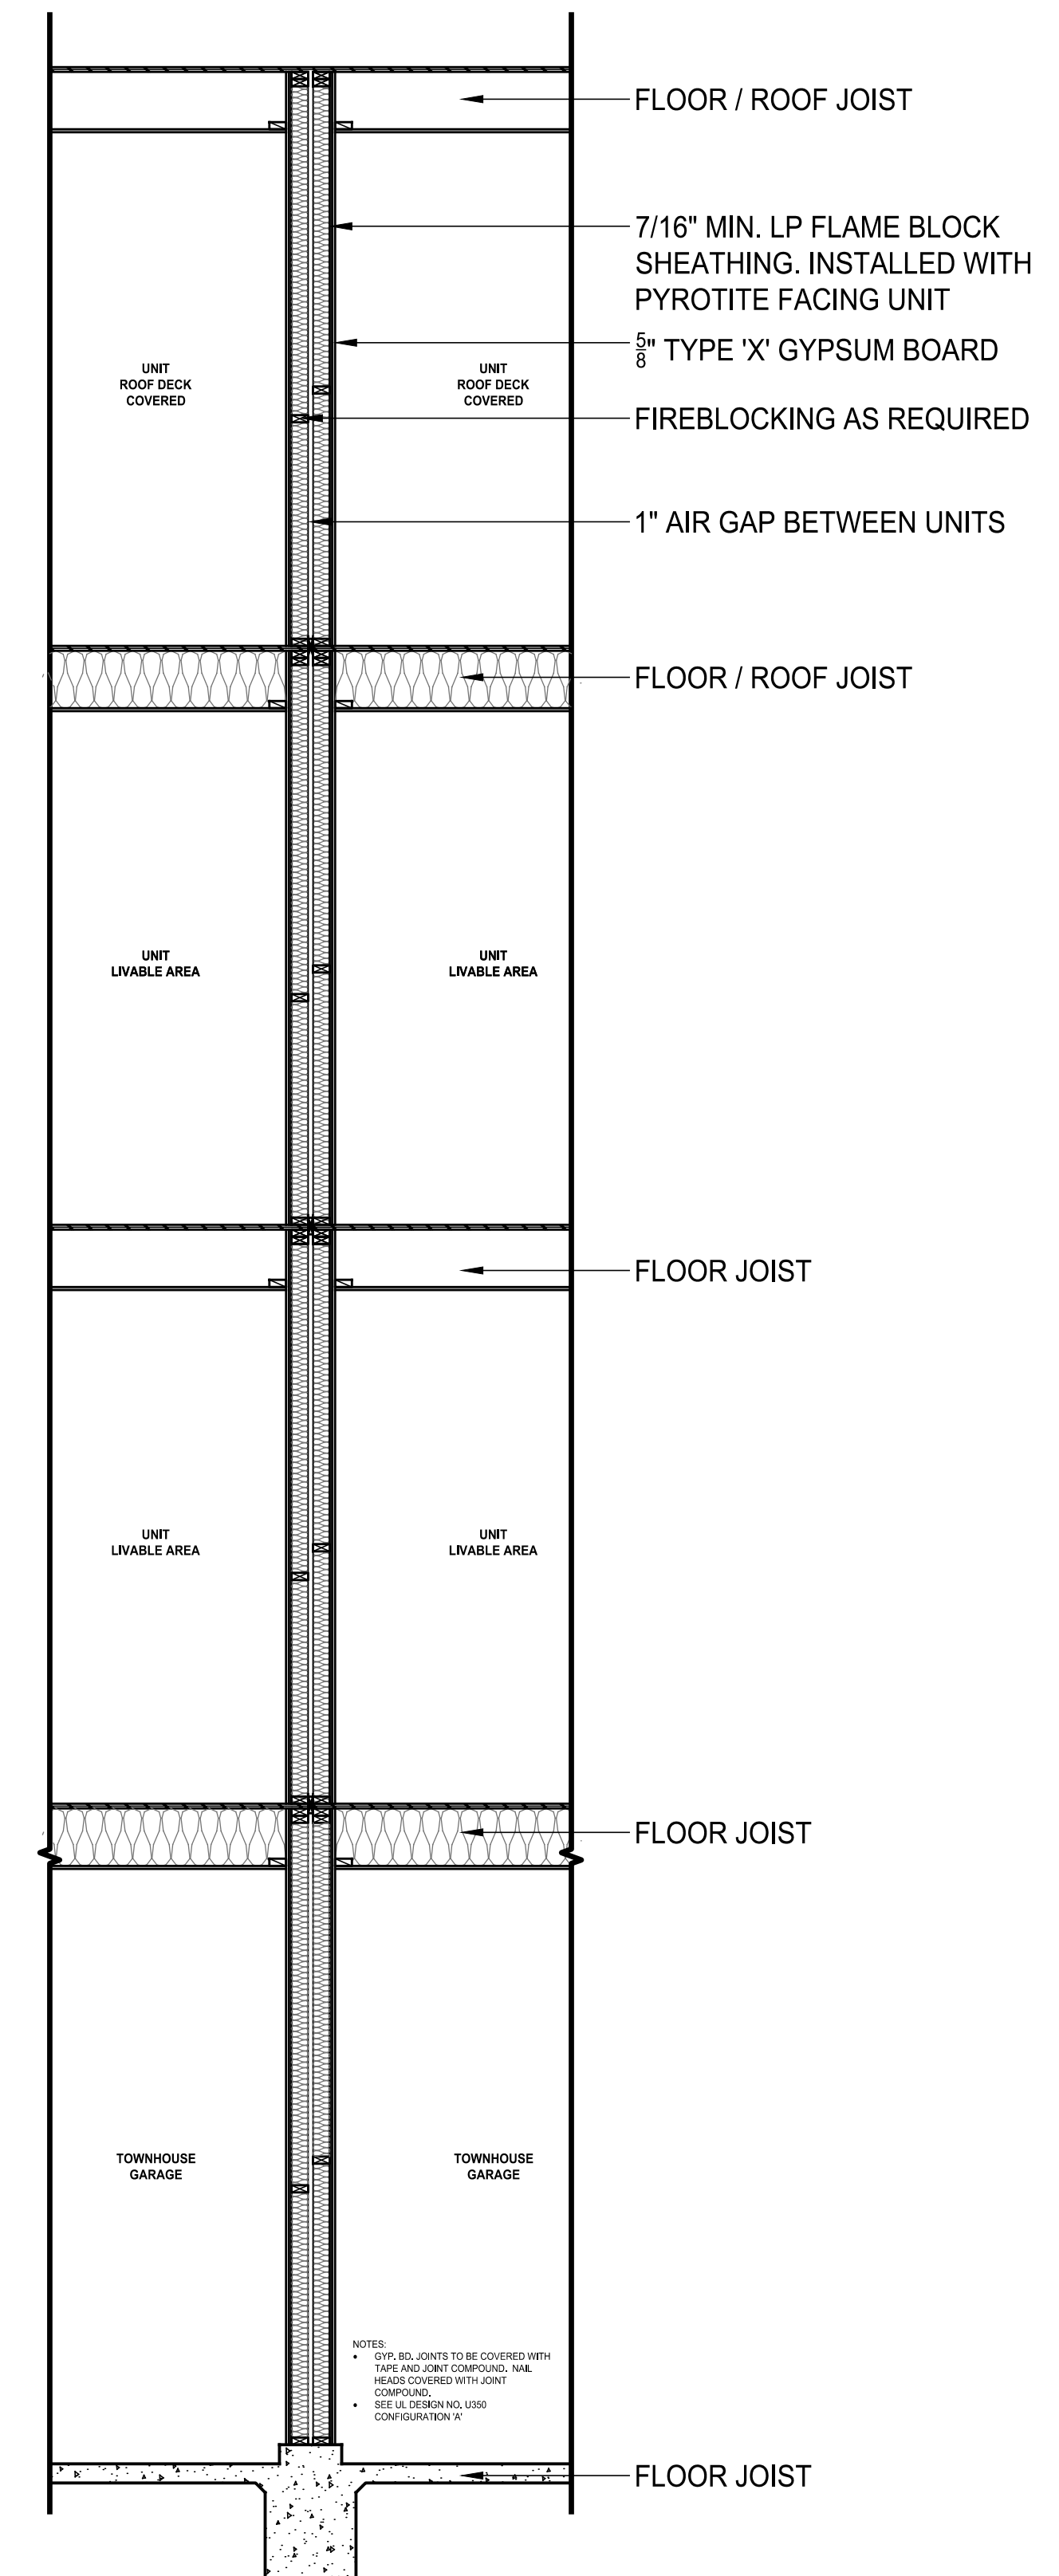 FLOOR / ROOF JOIST
7/16" MIN. LP FLAME BLOCK
SHEATHING. INSTALLED WITH
PYROTITE FACING UNIT
5/8" TYPE 'X' GYPSUM BOARD
UNIT
ROOF DECK
COVERED
UNIT
ROOF DECK
COVERED
FIREBLOCKING AS REQUIRED
1" AIR GAP BETWEEN UNITS
FLOOR / ROOF JOIST
UNIT
LIVABLE AREA
UNIT
LIVABLE AREA
FLOOR JOIST
UNIT
LIVABLE AREA
UNIT
LIVABLE AREA
FLOOR JOIST
TOWNHOUSE
GARAGE
TOWNHOUSE
GARAGE
NOTES:
• GYP. BD. JOINTS TO BE COVERED WITH
TAPE AND JOINT COMPOUND. NAIL
HEADS COVERED WITH JOINT
COMPOUND.
• SEE UL DESIGN NO. U350
CONFIGURATION 'A'
FLOOR JOIST